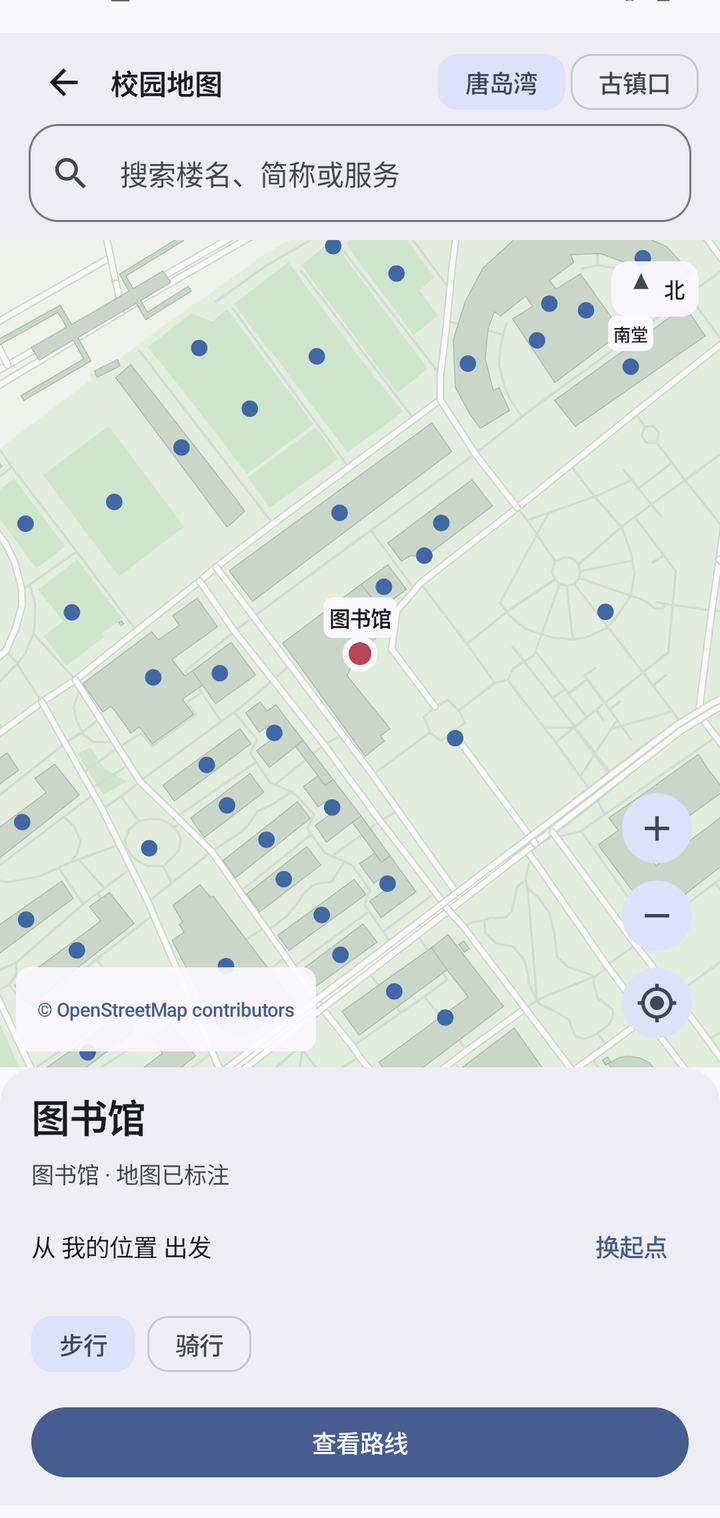 校园地图
唐岛湾
古镇口
搜索楼名、简称或服务
北
南堂
图书馆
© OpenStreetMap contributors
图书馆
图书馆 · 地图已标注
从 我的位置 出发
换起点
步行
骑行
查看路线